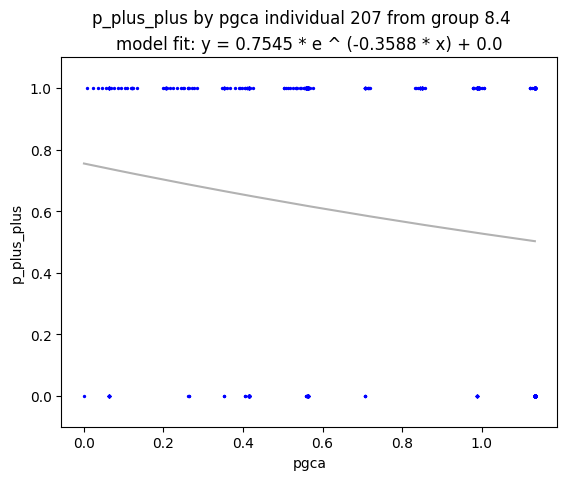 p_plus_plus by pgca individual 207 from group 8.4
model fit: y = 0.7545 * e ^ (-0.3588 * x) + 0.0
1.0
0.8
0.6
0.4
0.2
0.0
p_plus_plus
0.0 0.2 0.4 0.6 0.8 1.0
pgca